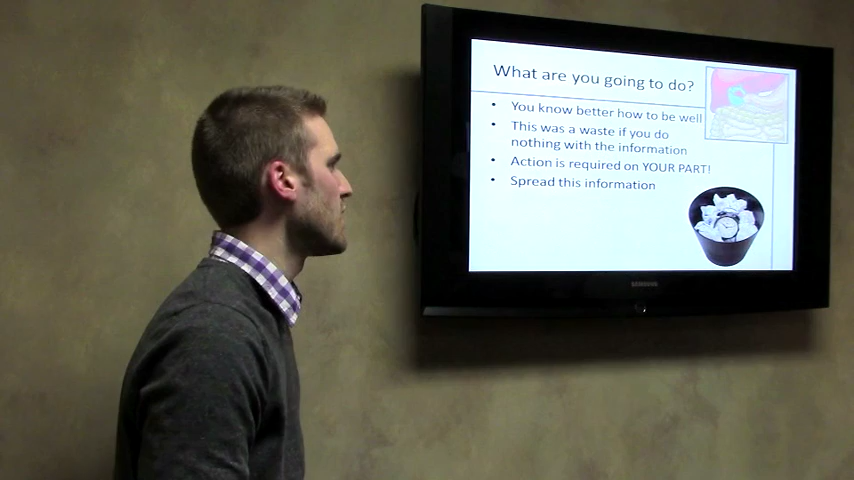 What are you going to do?
• You know better how to be well
• This was a waste if you do
nothing with the information
• Action is required on YOUR PART!
• Spread this information
SAMSUNG